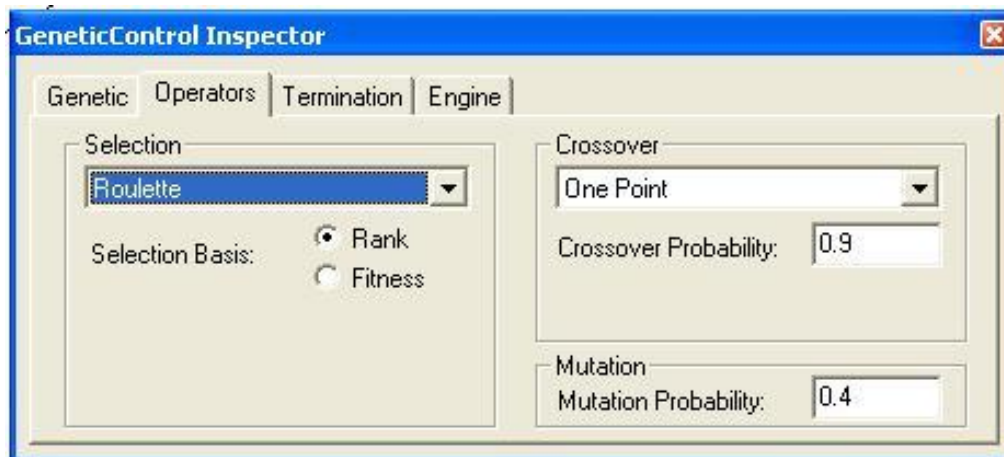 GeneticControl Inspector
Genetic Operators Termination Engine
Selection
Roulette
Selection Basis:
Rank
Fitness
Crossover
One Point
Crossover Probability: 0.9
Mutation
Mutation Probability: 0.4